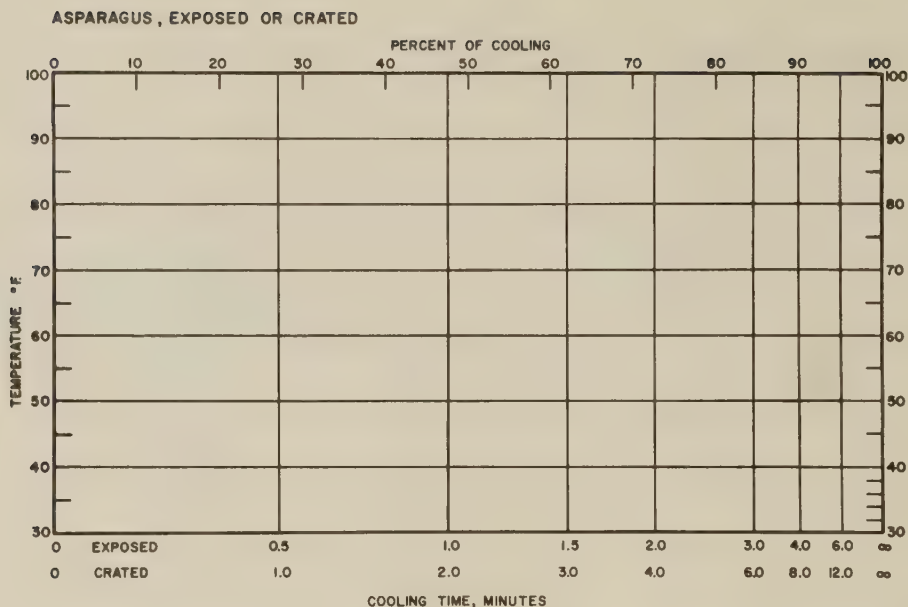 ASPARAGUS, EXPOSED OR CRATED
PERCENT OF COOLING
0 10 20 30 40 50 60 70 80 90 100
100 100
90 90
80 80
70 70
60 60
50 50
40 40
30 30
TEMPERATURE °F.
0 EXPOSED 0.5 1.0 1.5 2.0 3.0 4.0 6.0 ∞
0 CRATED 1.0 2.0 3.0 4.0 6.0 8.0 12.0 ∞
COOLING TIME, MINUTES